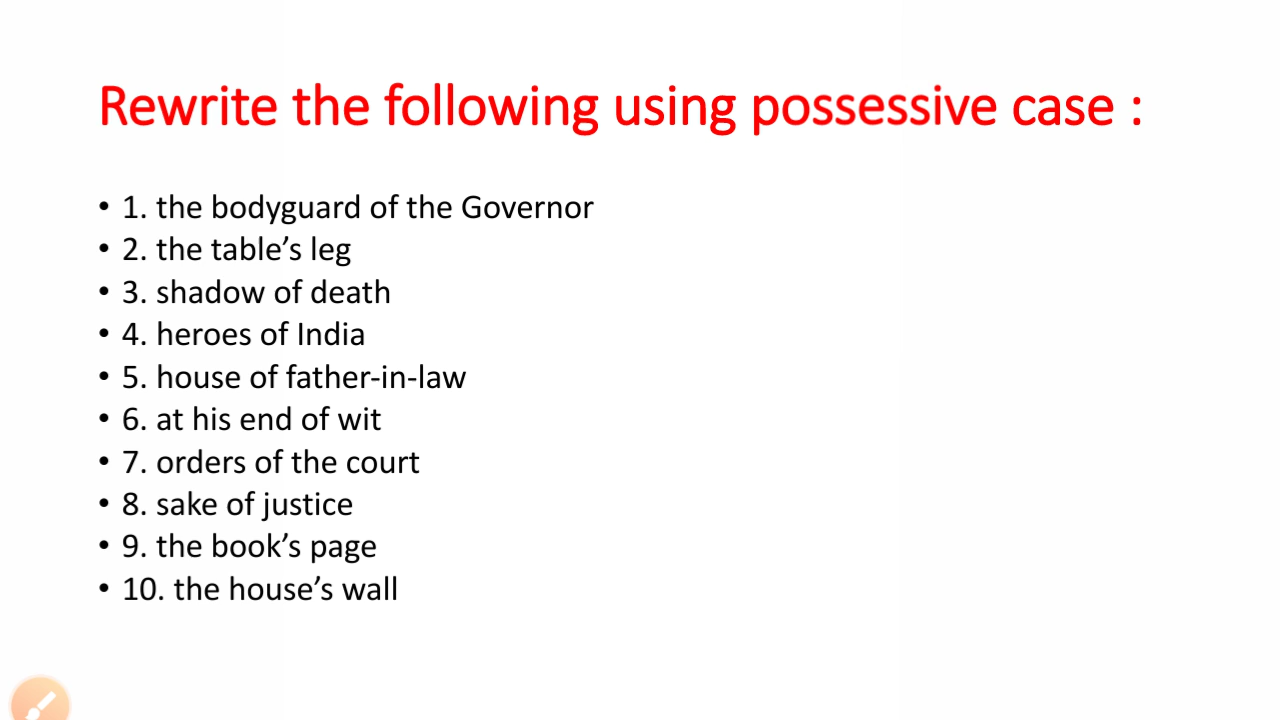 Rewrite the following using possessive case :
• 1. the bodyguard of the Governor
• 2. the table’s leg
• 3. shadow of death
• 4. heroes of India
• 5. house of father-in-law
• 6. at his end of wit
• 7. orders of the court
• 8. sake of justice
• 9. the book’s page
• 10. the house’s wall